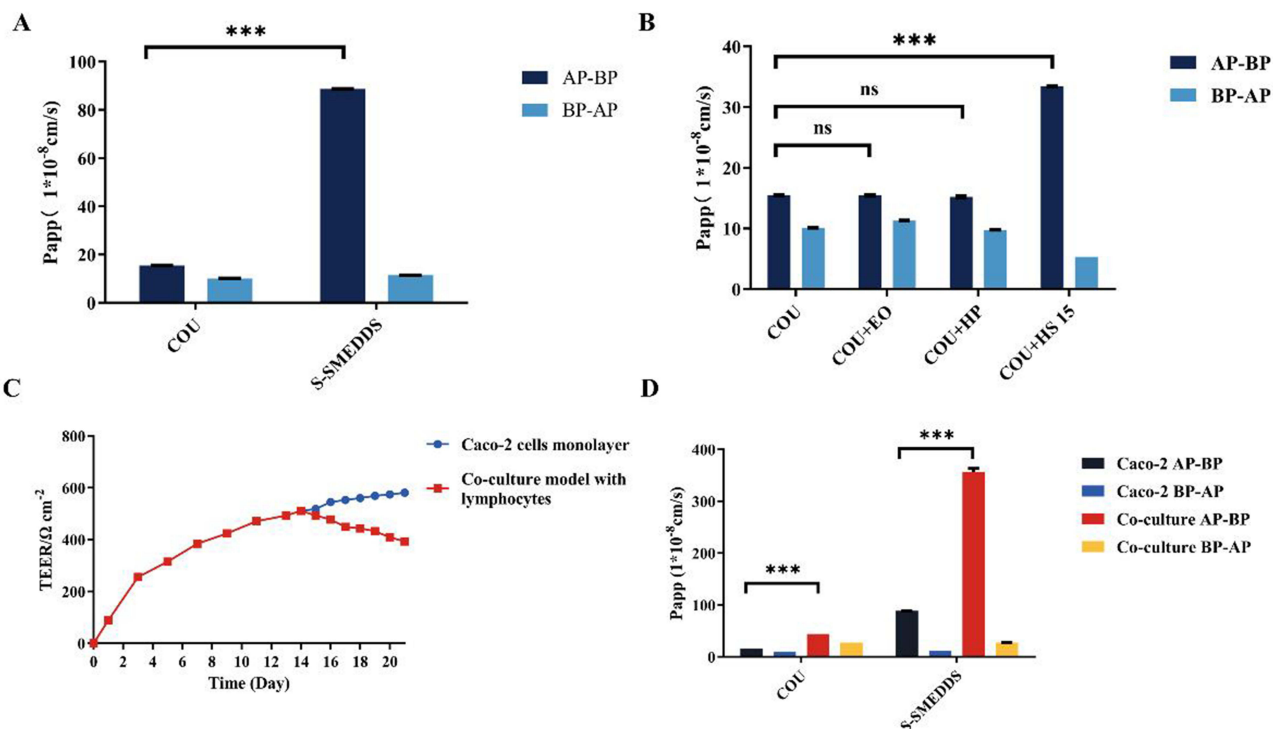 A
***
Papp( 1*10⁻⁸cm/s)
100
80
60
40
20
0
COU
S-SMEDDS
AP-BP
BP-AP
B
***
ns
ns
Papp( 1*10⁻⁸cm/s)
40
30
20
10
0
COU
COU+EO
COU+HP
COU+HS 15
AP-BP
BP-AP
C
TEER/Ω cm⁻²
800
600
400
200
0
0 2 4 6 8 10 12 14 16 18 20
Time (Day)
Caco-2 cells monolayer
Co-culture model with
lymphocytes
D
***
***
Papp (1*10⁻⁸cm/s)
400
300
200
100
0
COU
S-SMEDDS
Caco-2 AP-BP
Caco-2 BP-AP
Co-culture AP-BP
Co-culture BP-AP